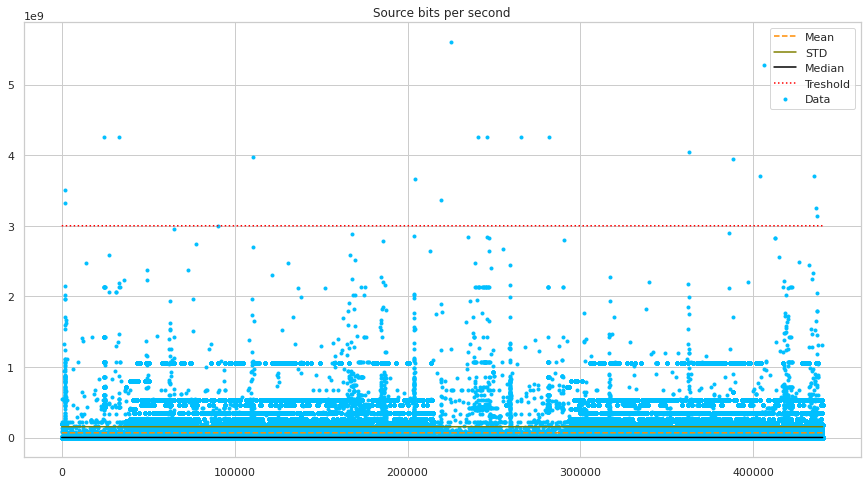 Source bits per second
1e9
Mean
STD
Median
Treshold
Data
5
4
3
2
1
0
0 100000 200000 300000 400000